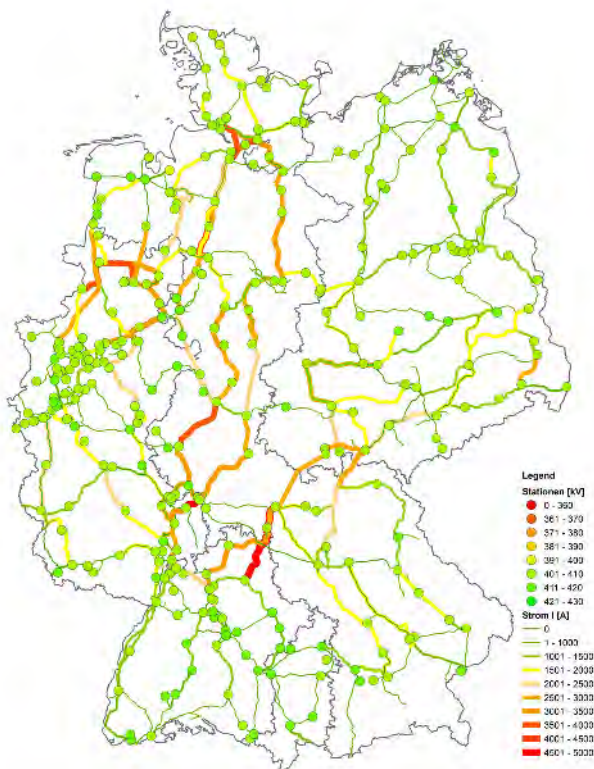 Legend
Stationen [kV]
0 - 360
361 - 370
371 - 380
381 - 390
391 - 400
401 - 410
411 - 420
421 - 430
Strom I [A]
0
1 - 1000
1001 - 1500
1501 - 2000
2001 - 2500
2501 - 3000
3001 - 3500
3501 - 4000
4001 - 4500
4501 - 5000